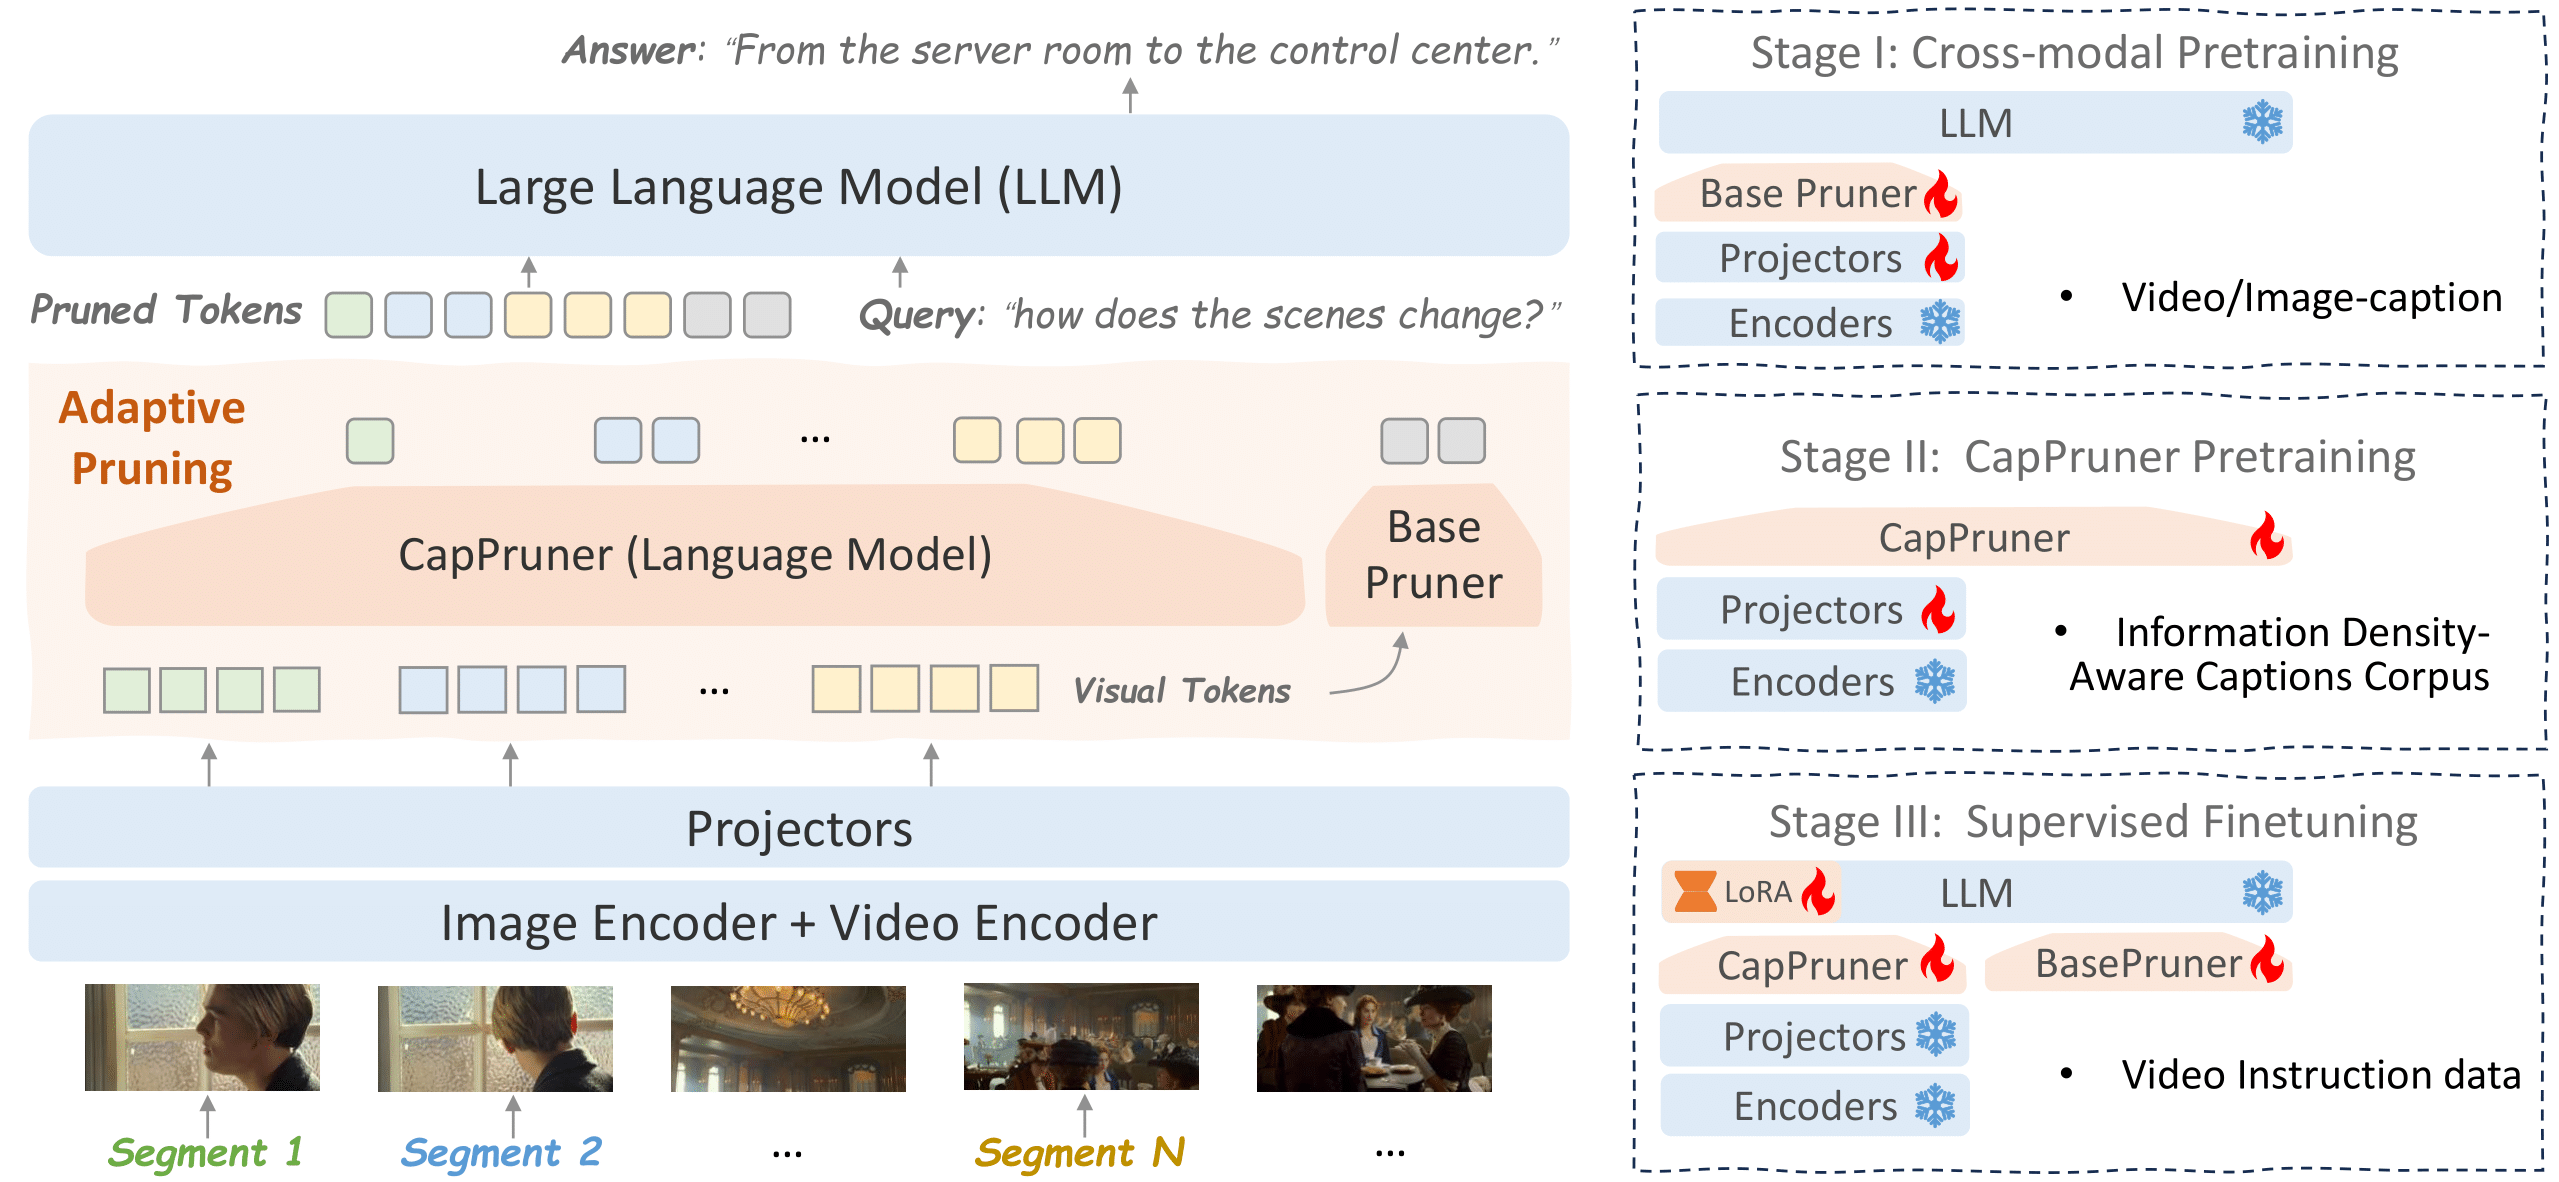 Answer: “From the server room to the control center.”
Large Language Model (LLM)
Pruned Tokens
Query: “how does the scenes change?”
Adaptive
Pruning
...
CapPruner (Language Model)
Base
Pruner
...
Visual Tokens
Projectors
Image Encoder + Video Encoder
Segment 1
Segment 2
...
Segment N
...
Stage I: Cross-modal Pretraining
LLM
Base Pruner
Projectors
Encoders
• Video/Image-caption
Stage II: CapPruner Pretraining
CapPruner
Projectors
Encoders
• Information Density-
Aware Captions Corpus
Stage III: Supervised Finetuning
LoRA
LLM
CapPruner
BasePruner
Projectors
Encoders
• Video Instruction data